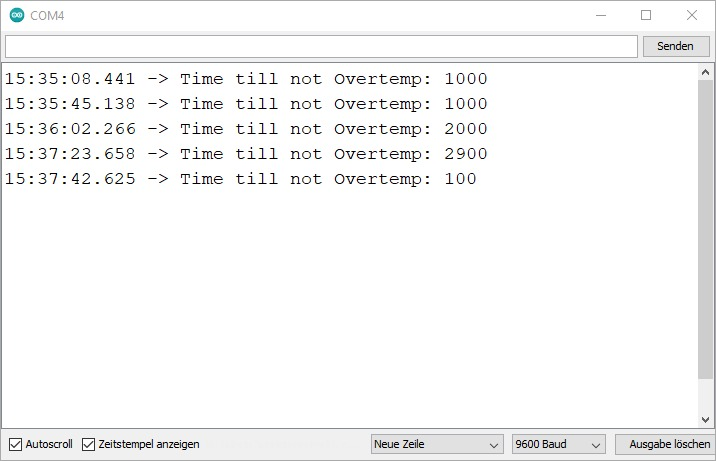 COM4
Senden
15:35:08.441 -> Time till not Overtemp: 1000
15:35:45.138 -> Time till not Overtemp: 1000
15:36:02.266 -> Time till not Overtemp: 2000
15:37:23.658 -> Time till not Overtemp: 2900
15:37:42.625 -> Time till not Overtemp: 100
Autoscroll Zeitstempel anzeigen Neue Zeile 9600 Baud Ausgabe löschen